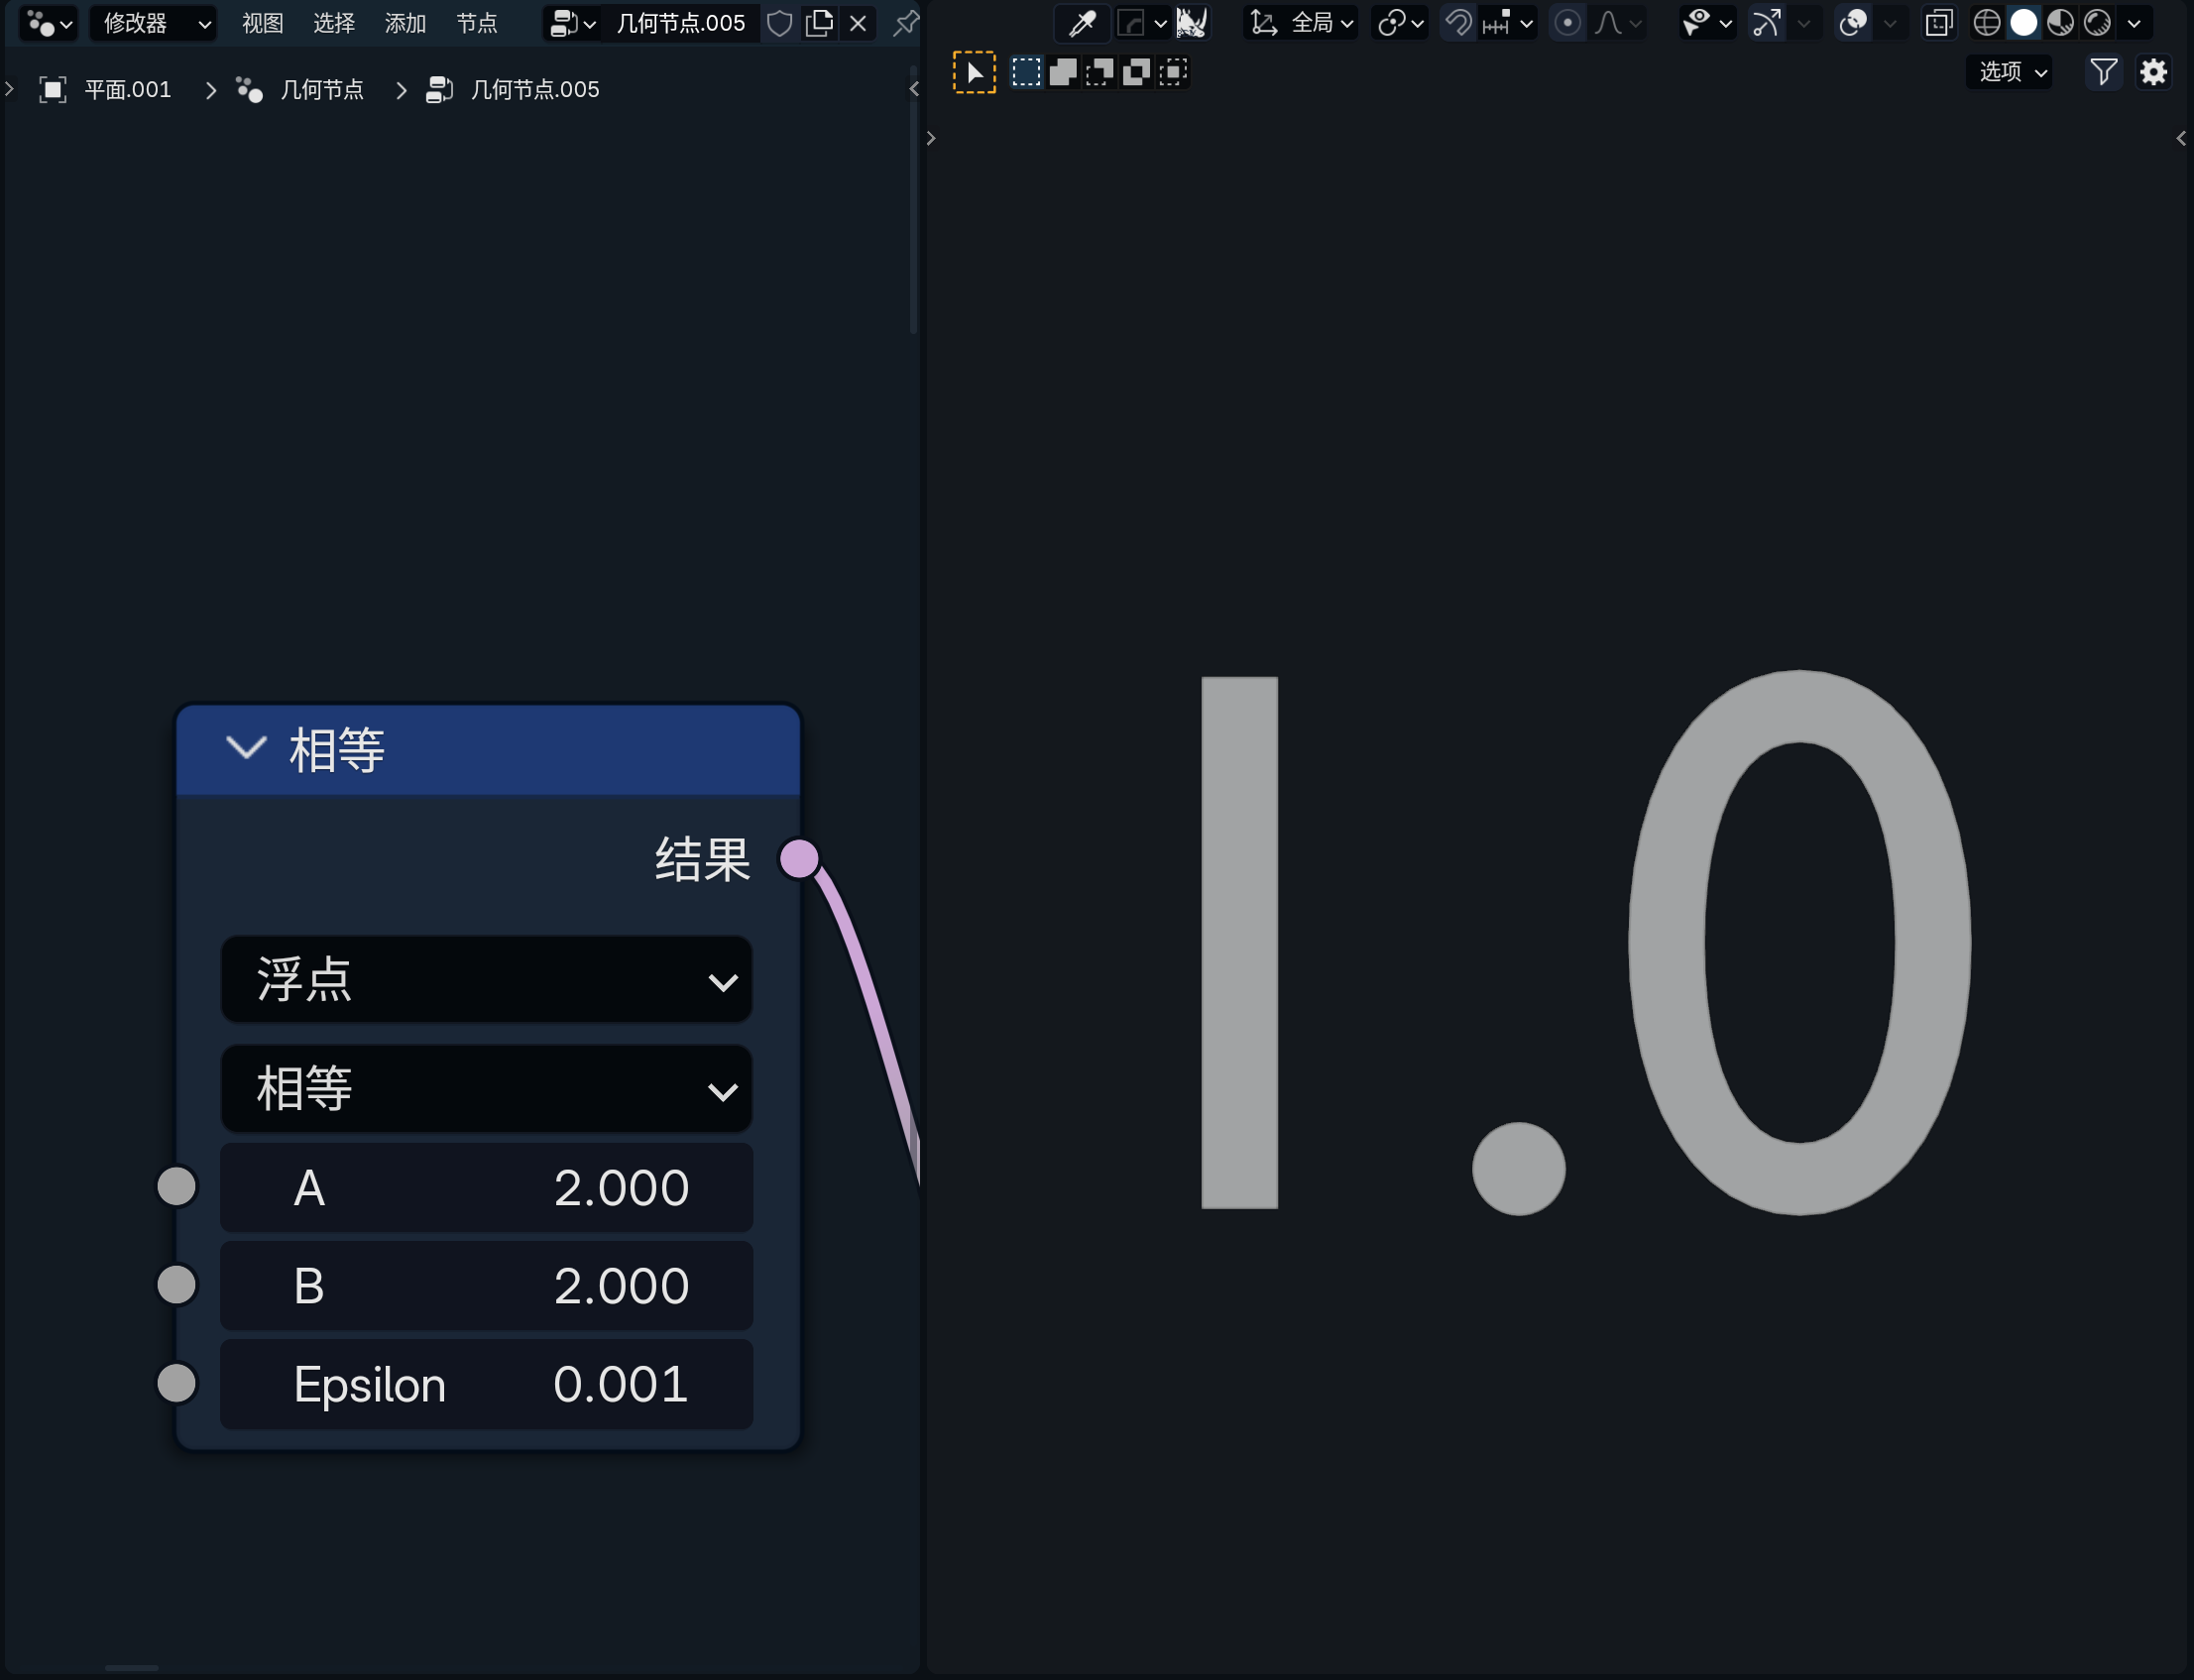 修改器 视图 选择 添加 节点 几何节点.005
平面.001 几何节点 几何节点.005
相等
结果
浮点
相等
A 2.000
B 2.000
Epsilon 0.001
全局
选项
1.0